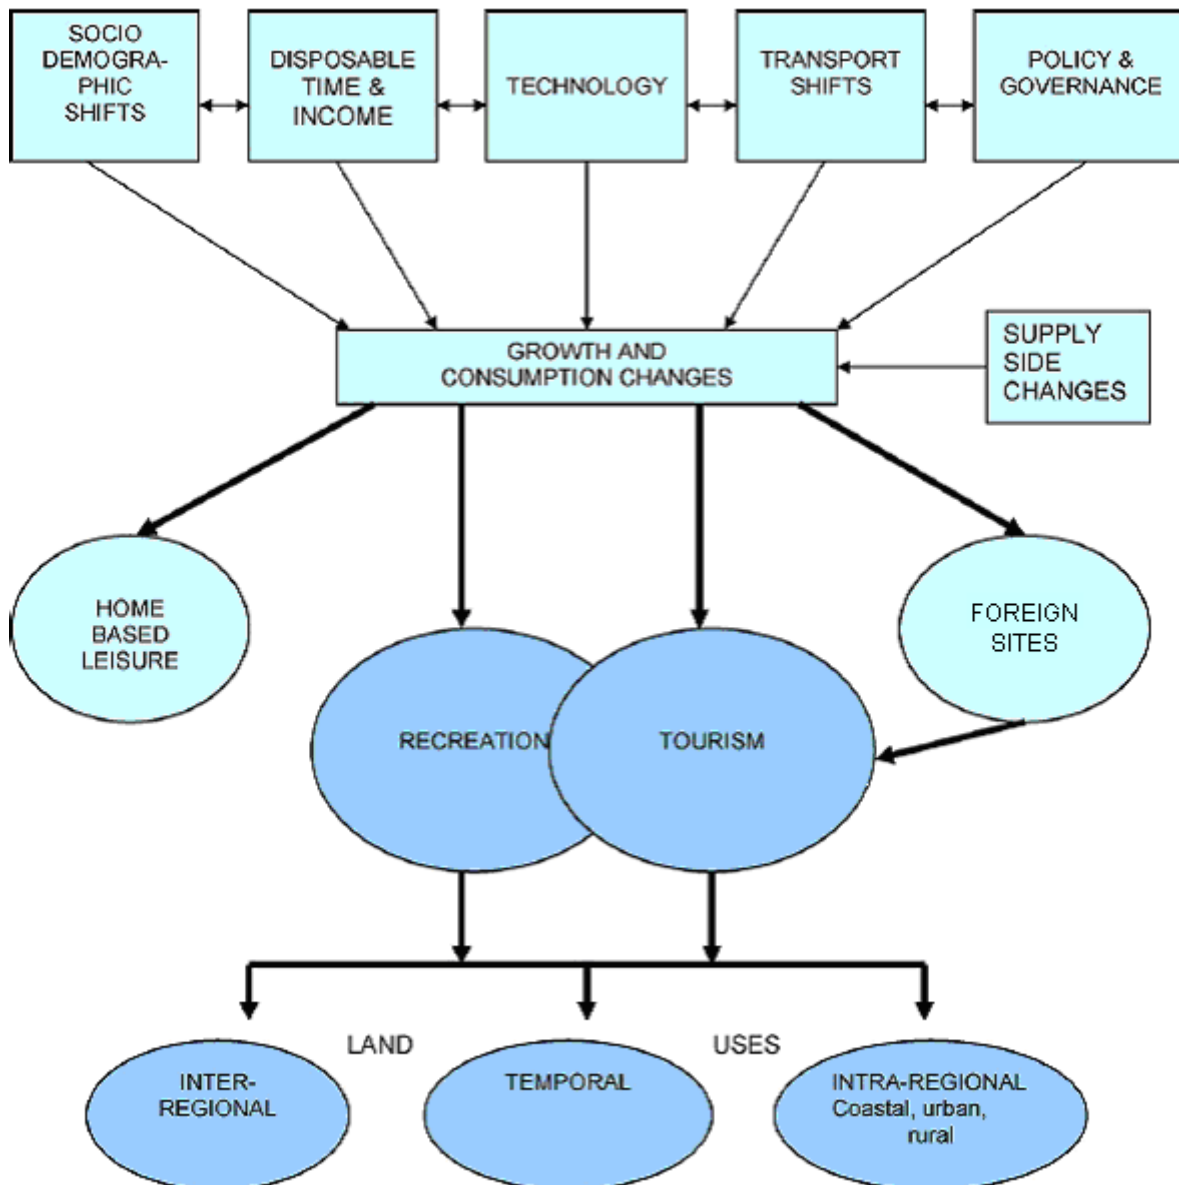 SOCIO
DEMOGRA-
PHIC
SHIFTS
DISPOSABLE
TIME &
INCOME
TECHNOLOGY
TRANSPORT
SHIFTS
POLICY &
GOVERNANCE
GROWTH AND
CONSUMPTION CHANGES
SUPPLY
SIDE
CHANGES
HOME
BASED
LEISURE
FOREIGN
SITES
RECREATION
TOURISM
LAND
USES
INTER-
REGIONAL
TEMPORAL
INTRA-REGIONAL
Coastal, urban,
rural